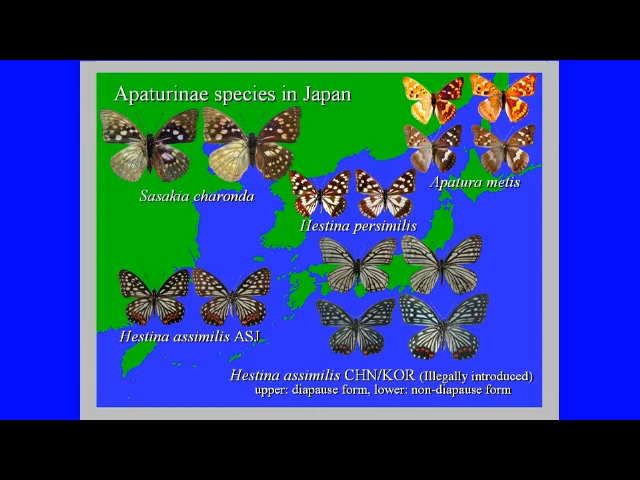 Apaturinae species in Japan
Sasakia charonda
Apatura metis
Hestina persimilis
Hestina assimilis ASJ
Hestina assimilis CHN/KOR (Illegally introduced)
upper: diapause form, lower: non-diapause form